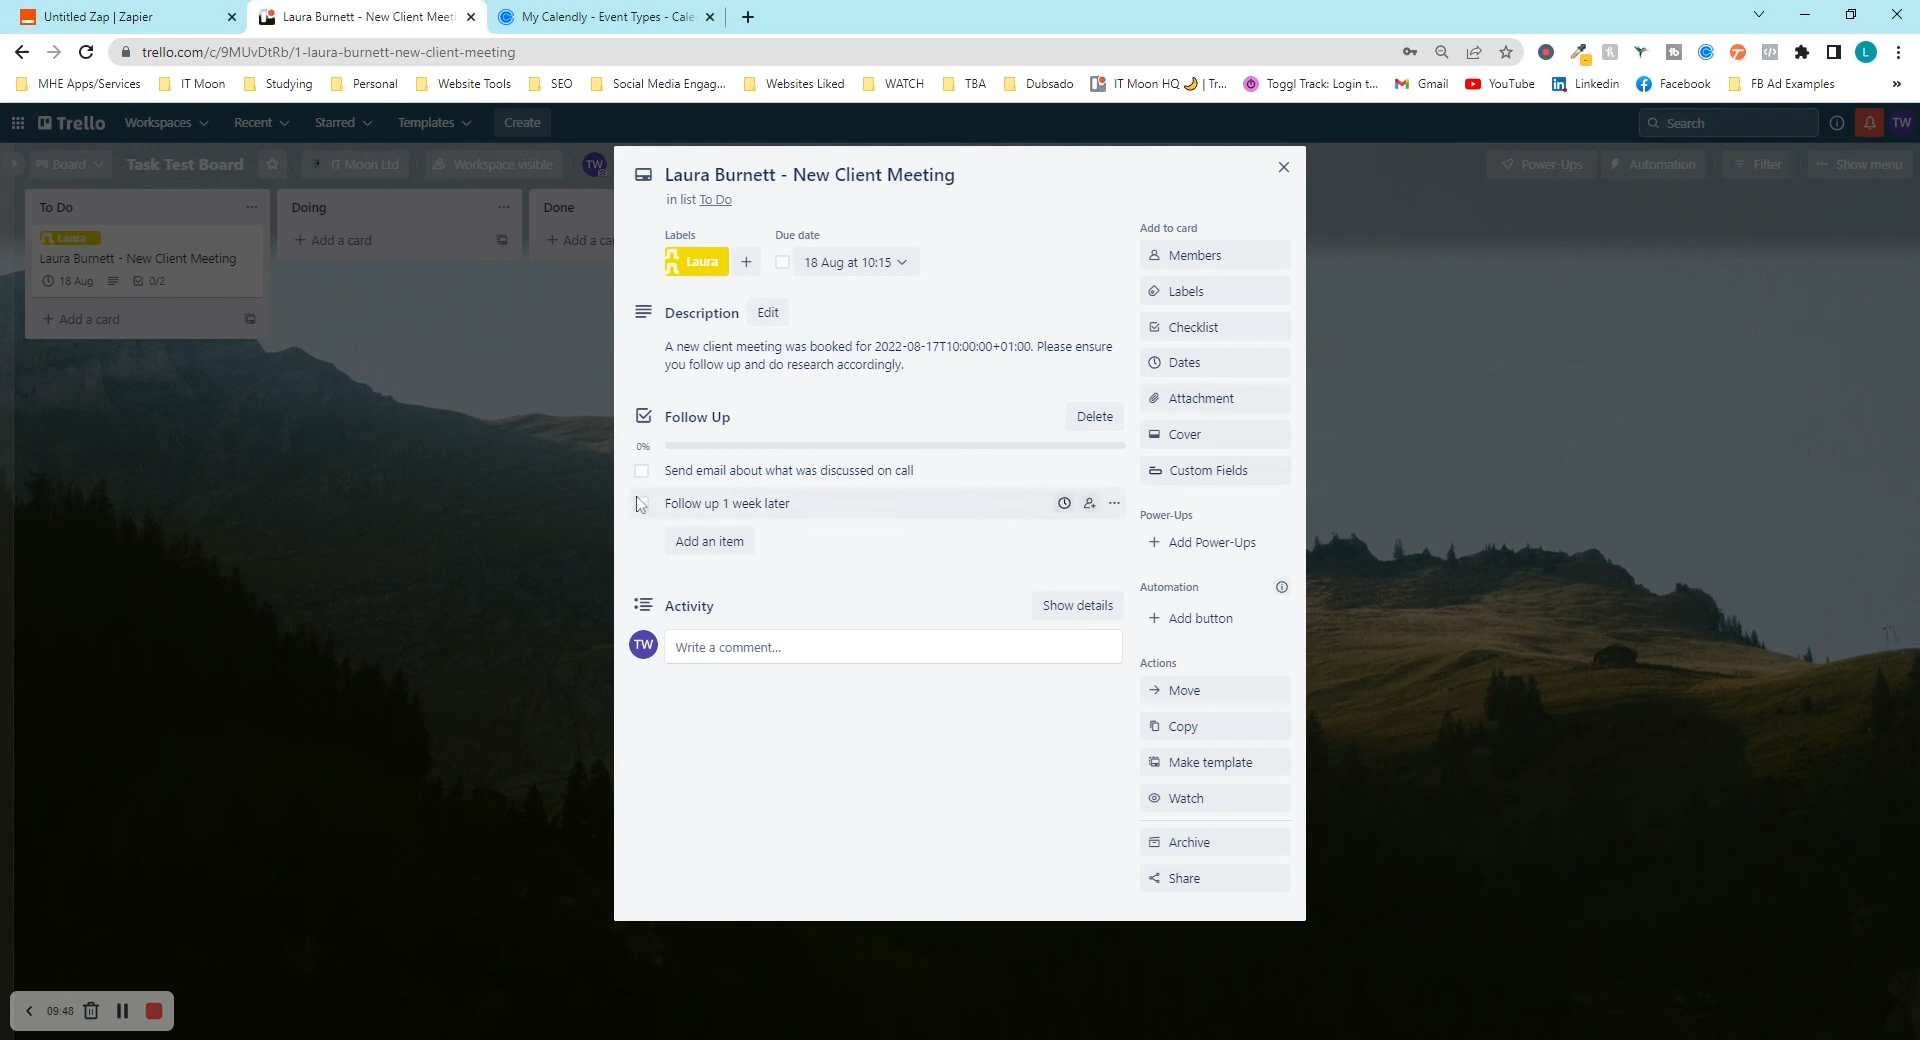 Untitled Zap | Zapier
Laura Burnett - New Client Meeti
My Calendly - Event Types - Cale
trello.com/c/9MUvDtRb/1-laura-burnett-new-client-meeting
MHE Apps/Services
IT Moon
Studying
Personal
Website Tools
SEO
Social Media Engag...
Websites Liked
WATCH
TBA
Dubsado
IT Moon HQ 🌙 | Tr...
Toggl Track: Login t...
Gmail
YouTube
Linkedin
Facebook
FB Ad Examples
»
Trello
Workspaces
Recent
Starred
Templates
Create
Search
TW
Board
Task Test Board
IT Moon Ltd
Workspace visible
TW
Power-Ups
Automation
Filter
Show menu
To Do
Laura
Laura Burnett - New Client Meeting
18 Aug
0/2
+ Add a card
Doing
+ Add a card
Done
+ Add a car
Laura Burnett - New Client Meeting
in list To Do
Labels
Laura
+
Due date
18 Aug at 10:15
Description
Edit
A new client meeting was booked for 2022-08-17T10:00:00+01:00. Please ensure
you follow up and do research accordingly.
Follow Up
Delete
0%
Send email about what was discussed on call
Follow up 1 week later
Add an item
Activity
Show details
TW
Write a comment...
Add to card
Members
Labels
Checklist
Dates
Attachment
Cover
Custom Fields
Power-Ups
+ Add Power-Ups
Automation
+ Add button
Actions
Move
Copy
Make template
Watch
Archive
Share
09:48